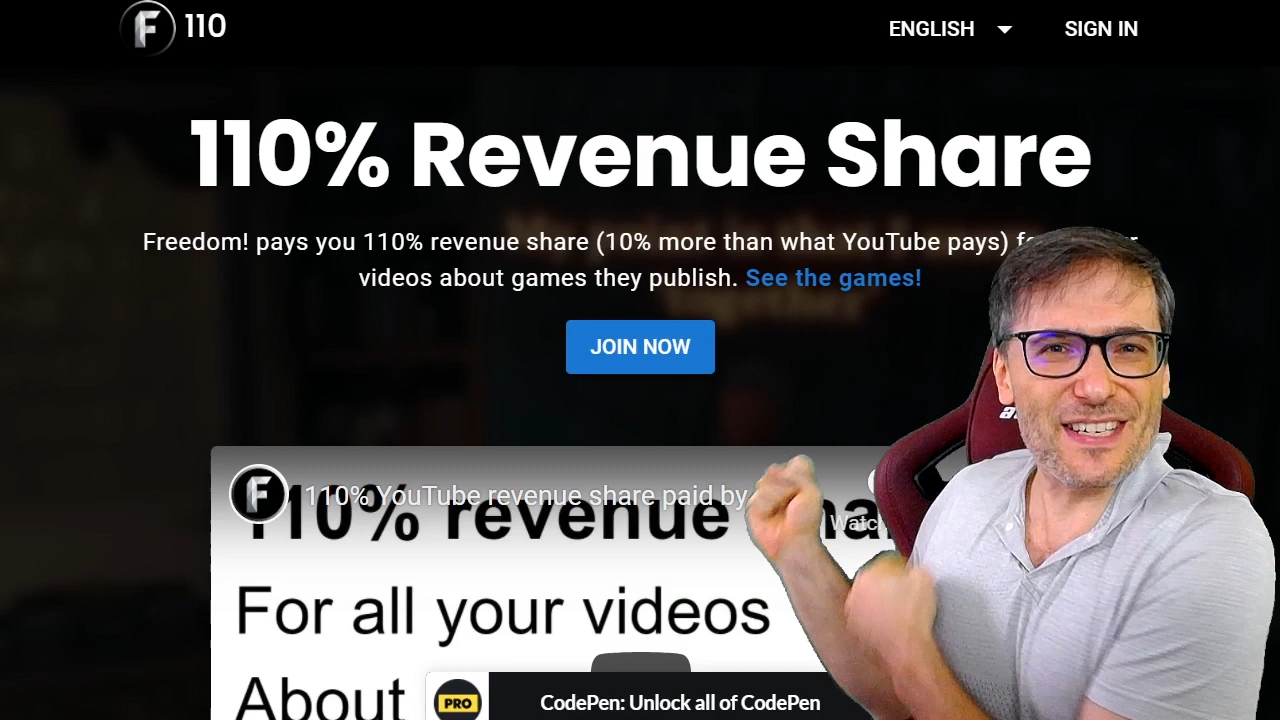 F 110
ENGLISH
SIGN IN
110% Revenue Share
Freedom! pays you 110% revenue share (10% more than what YouTube pays)
videos about games they publish. See the games!
JOIN NOW
F 110% YouTube revenue share paid by
110% revenue
Watch
For all your videos
About
PRO
CodePen: Unlock all of CodePen